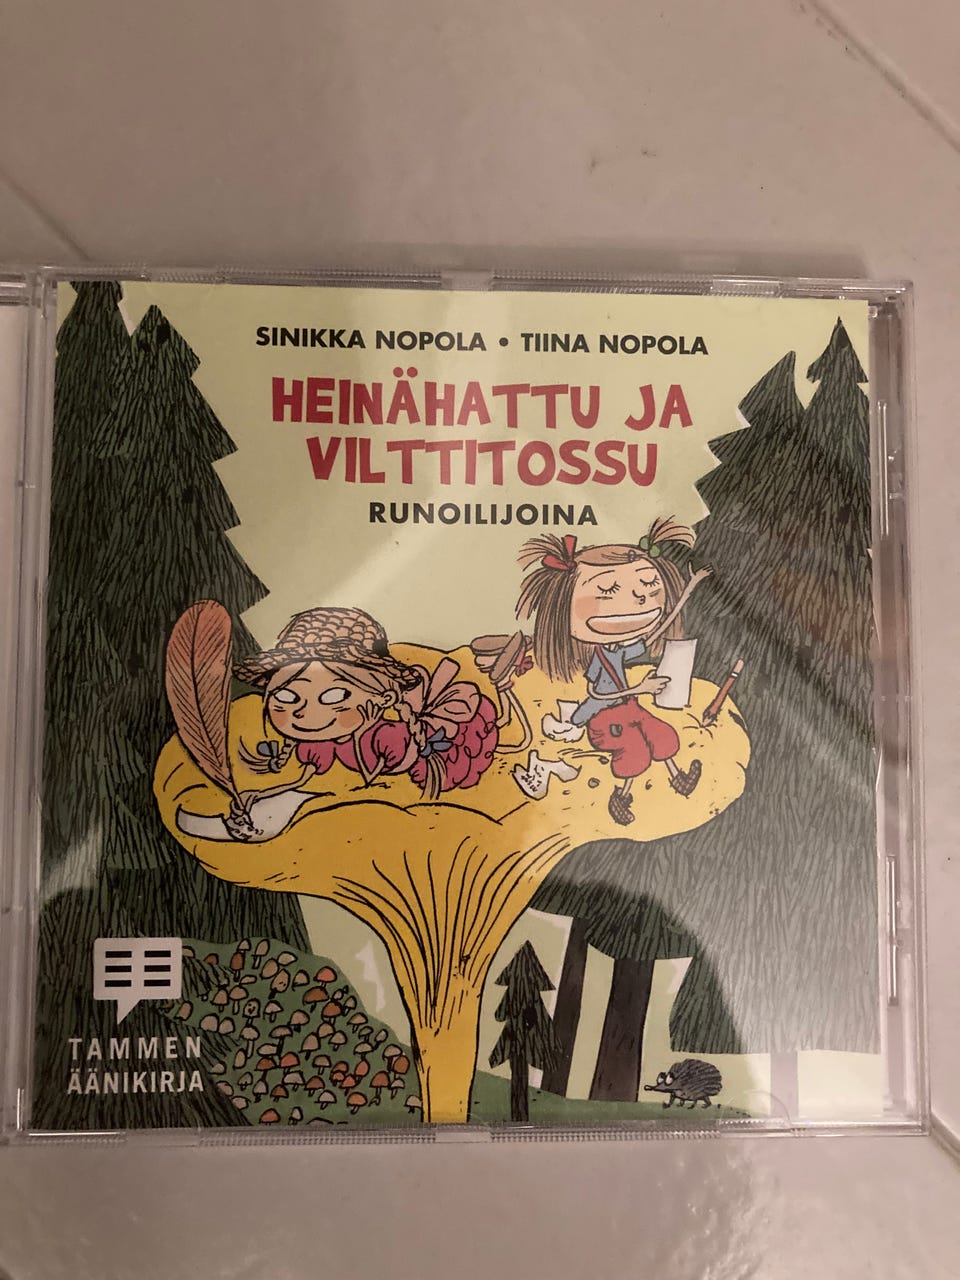 SINIKKA NOPOLA • TIINA NOPOLA
HEINÄHATTU JA
VILTTITOSSU
RUNOILIJOINA
TAMMEN
ÄÄNIKIRJA